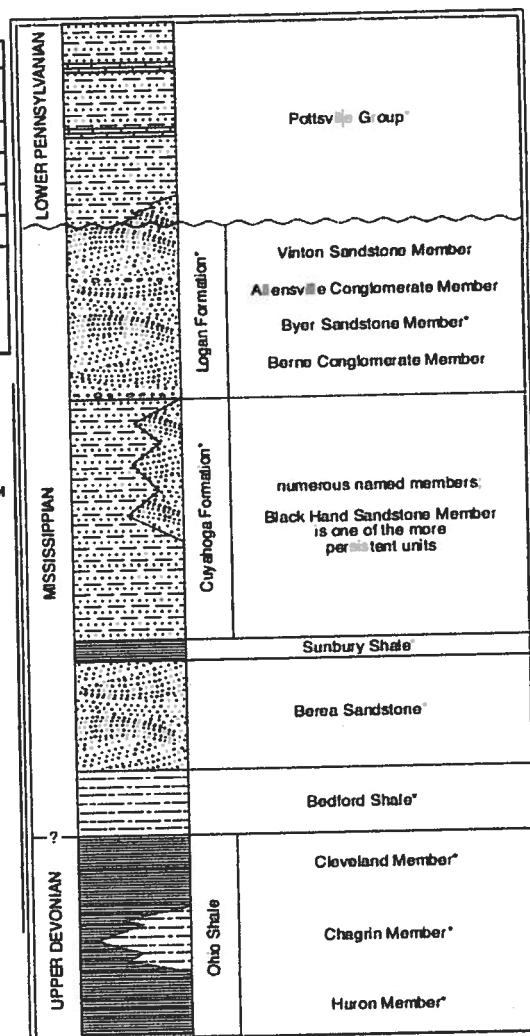 LOWER PENNSYLVANIAN
Pottsville Group*
Logan Formation*
Vinton Sandstone Member
Allensville Conglomerate Member
Byer Sandstone Member*
Berne Conglomerate Member
MISSISSIPPIAN
Cuyahoga Formation*
numerous named members;
Black Hand Sandstone Member
is one of the more
persistent units
Sunbury Shale*
Berea Sandstone*
Bedford Shale*
?
UPPER DEVONIAN
Ohio Shale
Cleveland Member*
Chagrin Member*
Huron Member*